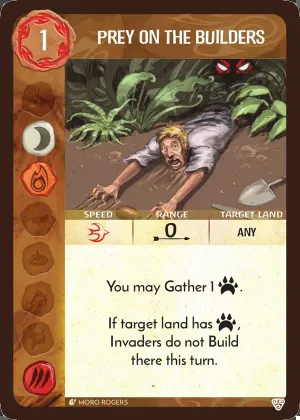 1
PREY ON THE BUILDERS
SPEED RANGE TARGET LAND
0 ANY
You may Gather 1 .
If target land has ,
Invaders do not Build
there this turn.
MORO ROGERS